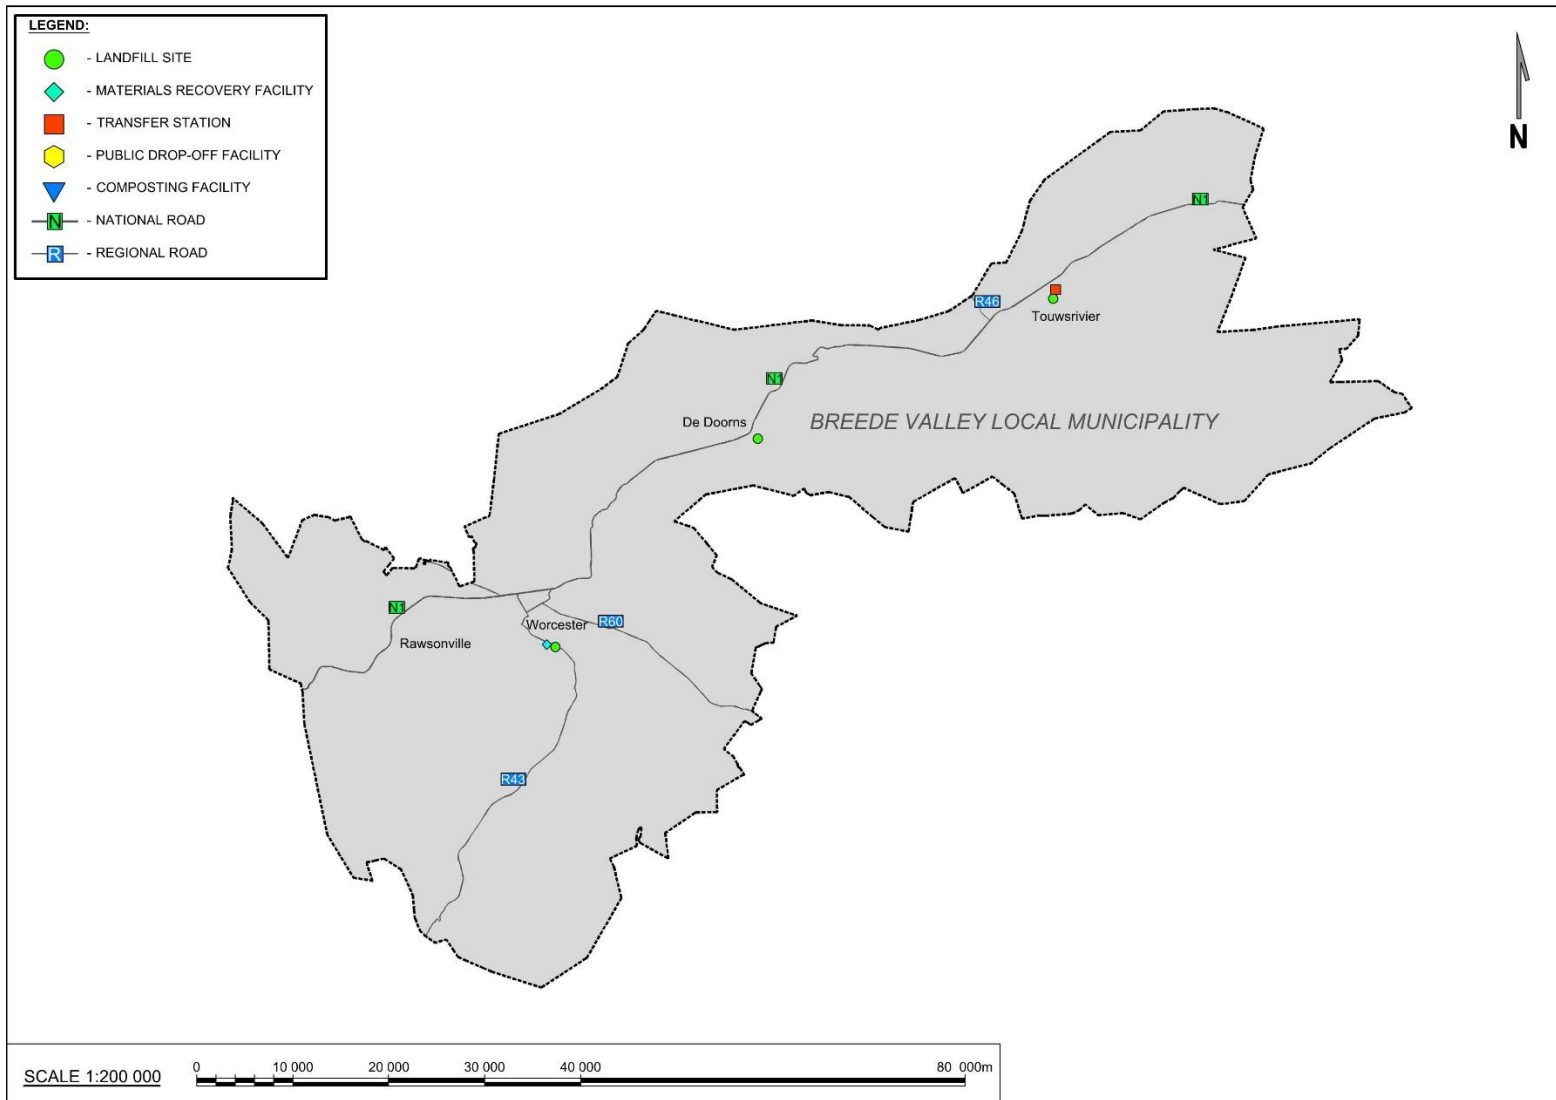 LEGEND:
- LANDFILL SITE
- MATERIALS RECOVERY FACILITY
- TRANSFER STATION
- PUBLIC DROP-OFF FACILITY
- COMPOSTING FACILITY
N - NATIONAL ROAD
R - REGIONAL ROAD
N
N1
R46
Touwsrivier
N1
De Doorns
BREEDE VALLEY LOCAL MUNICIPALITY
N1
Worcester
R60
Rawsonville
R43
SCALE 1:200 000
0 10 000 20 000 30 000 40 000 80 000m